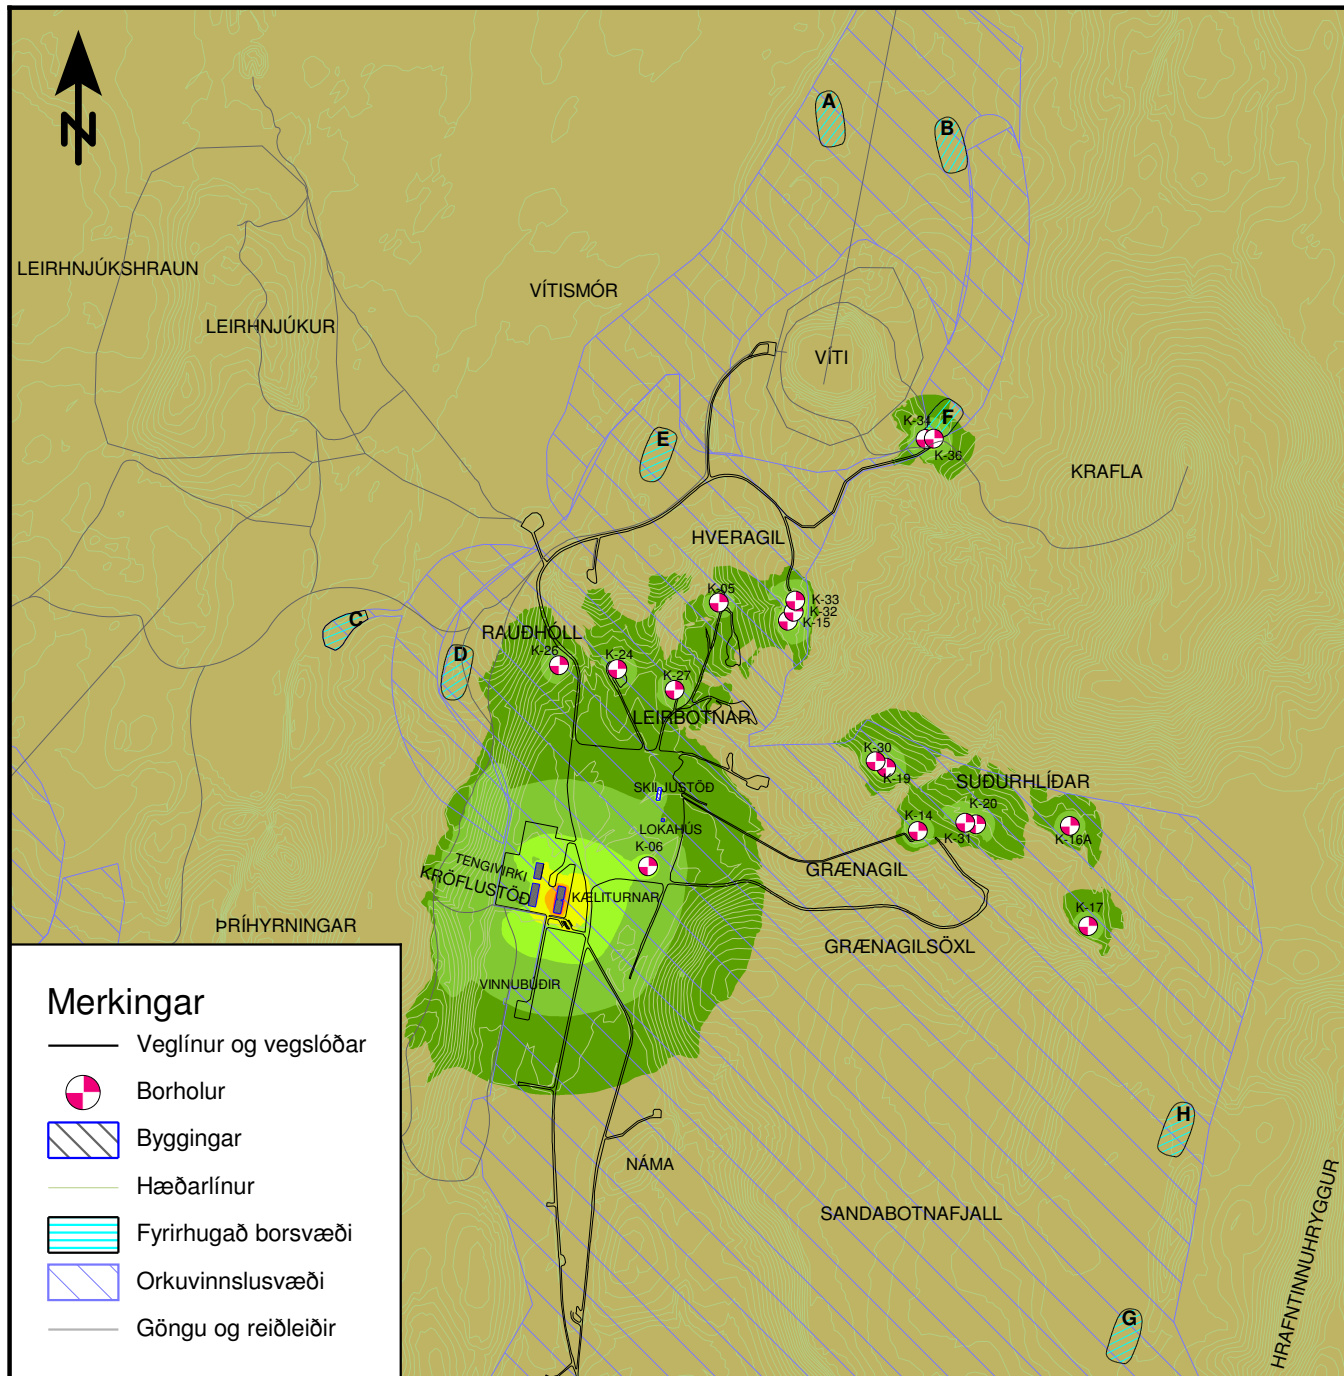 N
A
B
LEIRHNJÚKSHRAUN
VÍTISMÓR
LEIRHNJÚKUR
VÍTI
K-34
F
K-36
E
KRAFLA
HVERAGIL
K-05
K-33
K-32
K-15
C
RAUÐHÓLL
D
K-26
K-24
K-27
LEIRBOTNAR
K-30
K-19
SUÐURHLÍÐAR
SKILJUSTÖÐ
K-14
K-20
K-31
K-16A
LOKAHÚS
K-06
TENGIVIRKI
KRÖFLUSTÖÐ
KÆLITURNAR
GRÆNAGIL
K-17
ÞRÍHYRNINGAR
GRÆNAGILSÖXL
VINNUBÚÐIR
H
NÁMA
SANDABOTNAFJALL
HRAFNTINNUHRYGGUR
G
Merkingar
Veglínur og vegslóðar
Borholur
Byggingar
Hæðarlínur
Fyrirhugað borsvæði
Orkuvinnslusvæði
Göngu og reiðleiðir